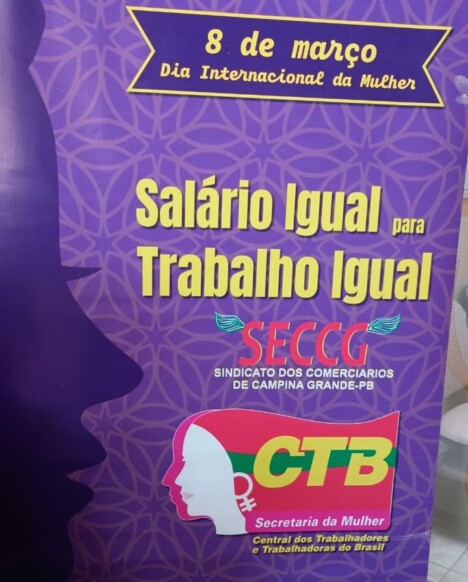 8 de março
Dia Internacional da Mulher
Salário Igual para
Trabalho Igual
SECCG
SINDICATO DOS COMERCIARIOS
DE CAMPINA GRANDE-PB
CTB
Secretaria da Mulher
Central dos Trabalhadores
e Trabalhadoras do Brasil